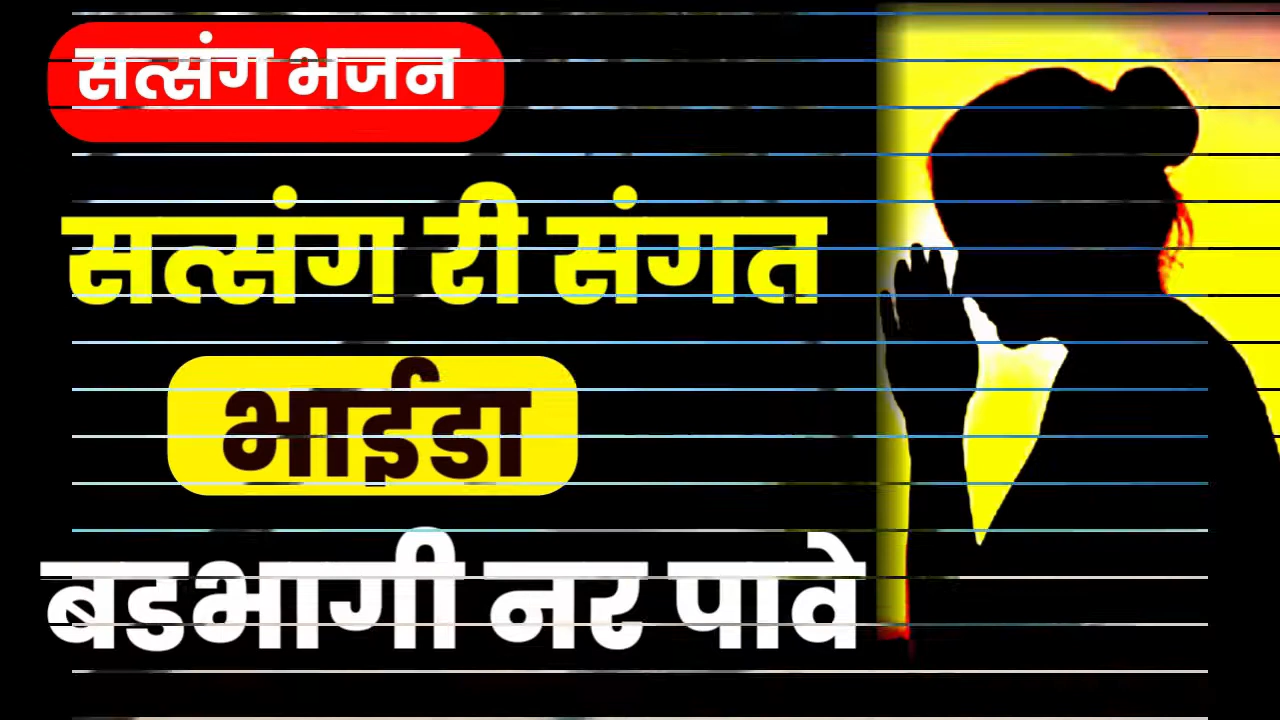 सत्संग भजन
सत्संग री संगत
भाईडा
बडभागी नर पावे